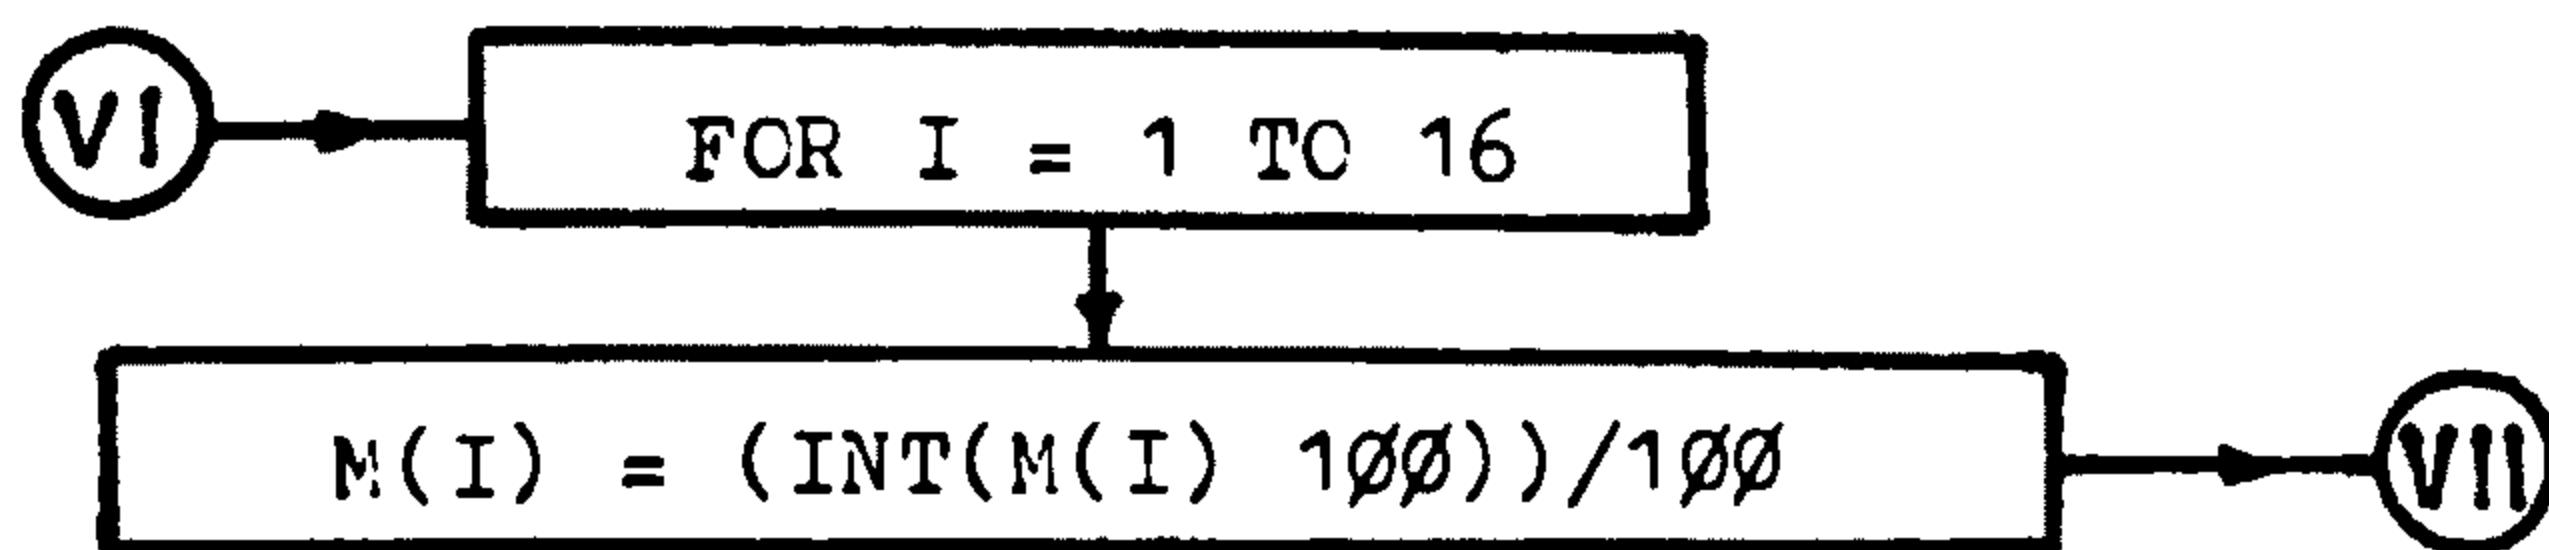 VI
FOR I = 1 TO 16
M(I) = (INT(M(I) 1ØØ))/1ØØ
VII